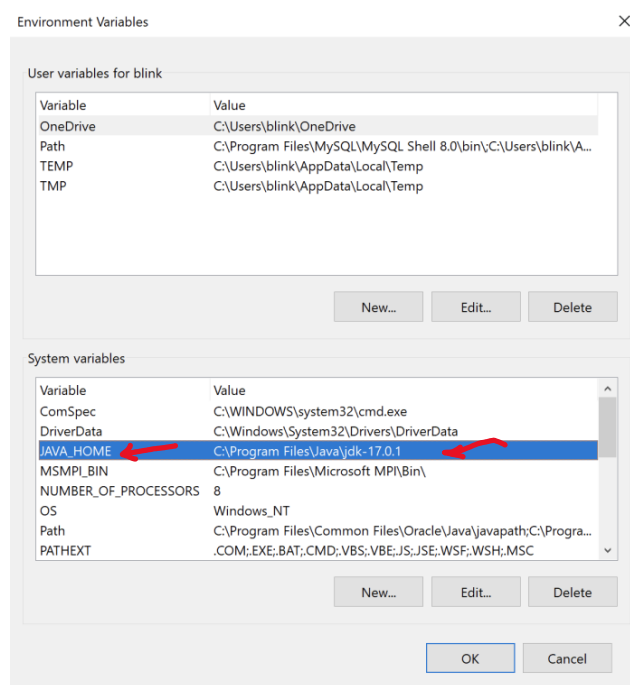 Environment Variables
User variables for blink
Variable Value
OneDrive C:\Users\blink\OneDrive
Path C:\Program Files\MySQL\MySQL Shell 8.0\bin\;C:\Users\blink\A...
TEMP C:\Users\blink\AppData\Local\Temp
TMP C:\Users\blink\AppData\Local\Temp
New... Edit... Delete
System variables
Variable Value
ComSpec C:\WINDOWS\system32\cmd.exe
DriverData C:\Windows\System32\Drivers\DriverData
JAVA_HOME C:\Program Files\Java\jdk-17.0.1
MSMPI_BIN C:\Program Files\Microsoft MPI\Bin\
NUMBER_OF_PROCESSORS 8
OS Windows_NT
Path C:\Program Files\Common Files\Oracle\Java\javapath;C:\Progra...
PATHEXT .COM;.EXE;.BAT;.CMD;.VBS;.VBE;.JS;.JSE;.WSF;.WSH;.MSC
New... Edit... Delete
OK Cancel